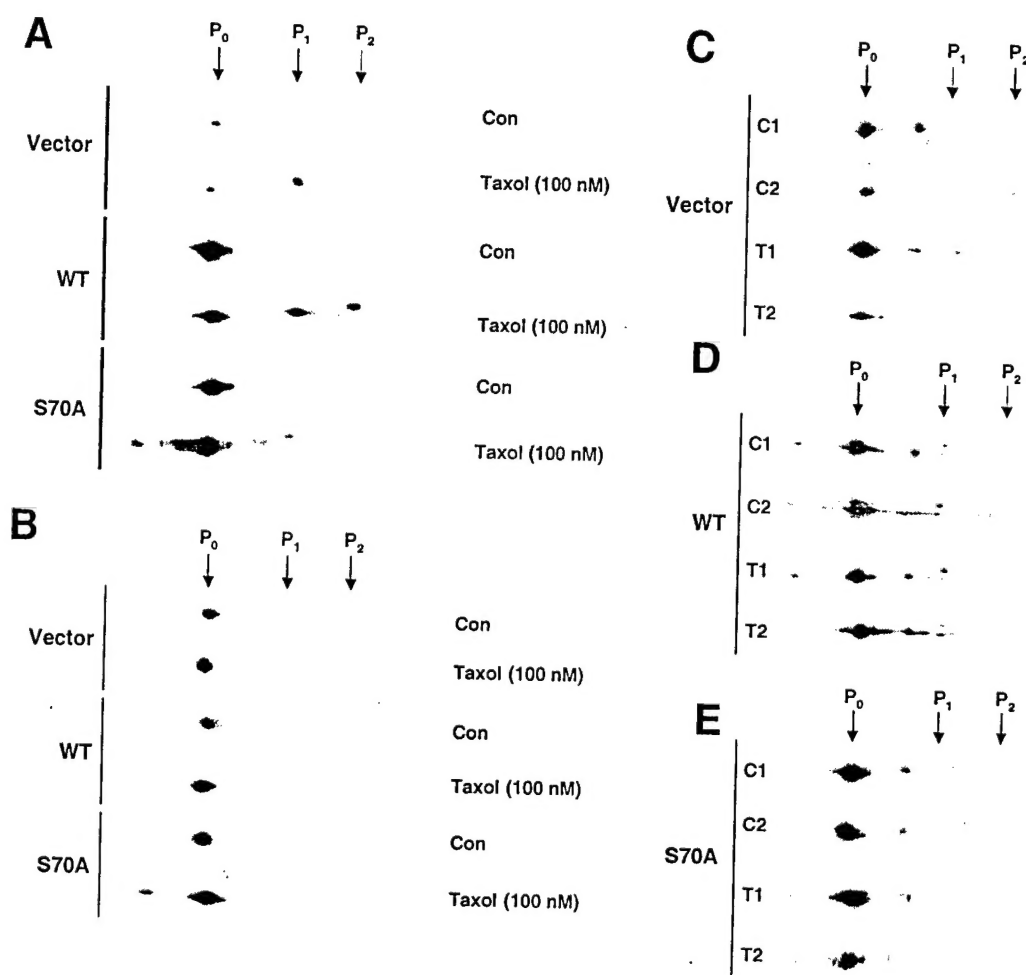 A
P0 P1 P2
Vector
Con
Taxol (100 nM)
WT
Con
Taxol (100 nM)
S70A
Con
Taxol (100 nM)
B
P0 P1 P2
Vector
Con
Taxol (100 nM)
WT
Con
Taxol (100 nM)
S70A
Con
Taxol (100 nM)
C
P0 P1 P2
Vector
C1
C2
T1
T2
D
P0 P1 P2
WT
C1
C2
T1
T2
E
P0 P1 P2
S70A
C1
C2
T1
T2